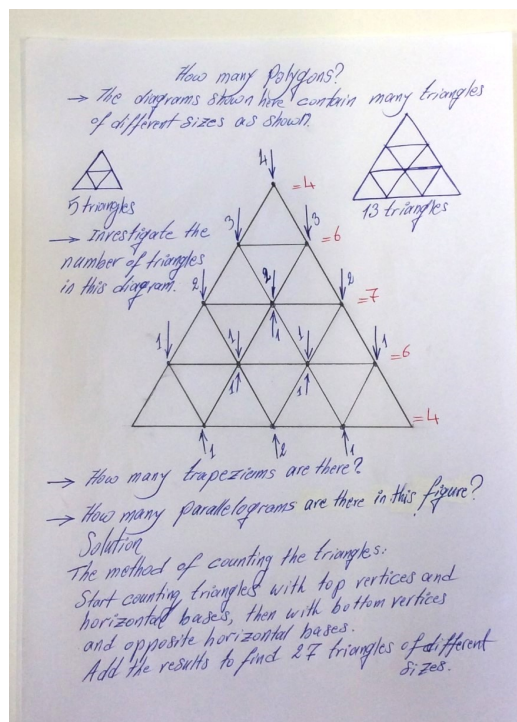 How many polygons?
→ The diagrams shown here contain many triangles
of different sizes as shown.
4
=4
5 triangles
13 triangles
→ Investigate the
number of triangles
in this diagram.
3 3 =6
2 2 2 =7
1
1 1 1 1 =6
1 1
=4
1 2 1
→ How many trapeziems are there?
→ How many parallelograms are there in this figure?
Solution
The method of counting the triangles:
Start counting triangles with top vertices and
horizontal bases, then with bottom vertices
and opposite horizontal bases.
Add the results to find 27 triangles of different
sizes.